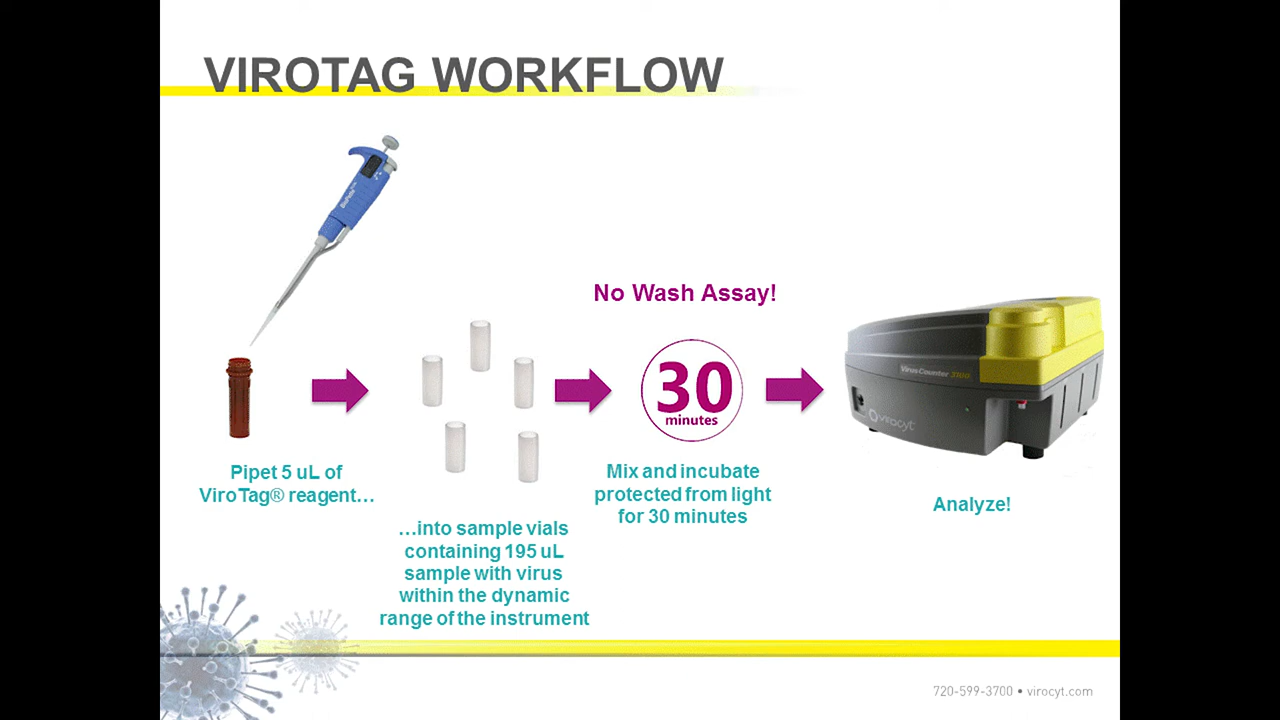 VIROTAG WORKFLOW
No Wash Assay!
30
minutes
Virus Counter 3100
VIROCYT
Pipet 5 uL of
ViroTag® reagent…
…into sample vials
containing 195 uL
sample with virus
within the dynamic
range of the instrument
Mix and incubate
protected from light
for 30 minutes
Analyze!
720-599-3700 • virocyt.com